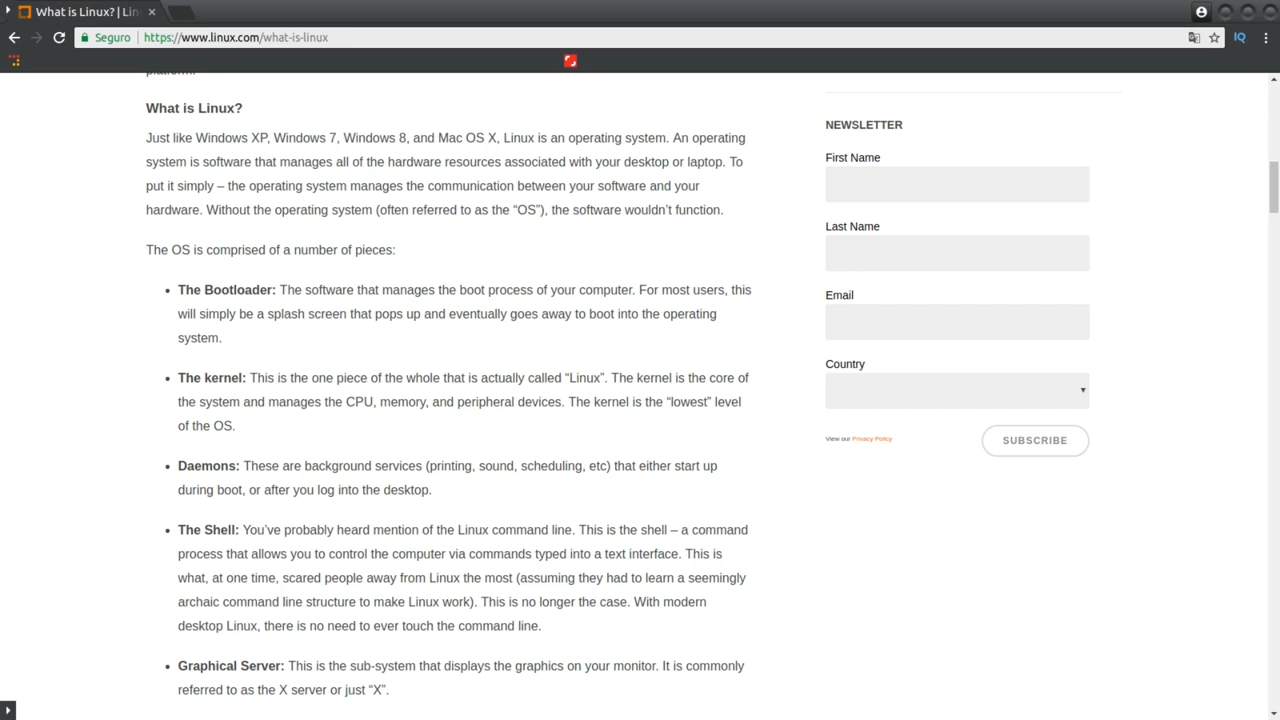 What is Linux? | Lin
Seguro
https://www.linux.com/what-is-linux
IQ
What is Linux?
Just like Windows XP, Windows 7, Windows 8, and Mac OS X, Linux is an operating system. An operating
system is software that manages all of the hardware resources associated with your desktop or laptop. To
put it simply – the operating system manages the communication between your software and your
hardware. Without the operating system (often referred to as the “OS”), the software wouldn’t function.
The OS is comprised of a number of pieces:
• The Bootloader: The software that manages the boot process of your computer. For most users, this
will simply be a splash screen that pops up and eventually goes away to boot into the operating
system.
• The kernel: This is the one piece of the whole that is actually called “Linux”. The kernel is the core of
the system and manages the CPU, memory, and peripheral devices. The kernel is the “lowest” level
of the OS.
• Daemons: These are background services (printing, sound, scheduling, etc) that either start up
during boot, or after you log into the desktop.
• The Shell: You’ve probably heard mention of the Linux command line. This is the shell – a command
process that allows you to control the computer via commands typed into a text interface. This is
what, at one time, scared people away from Linux the most (assuming they had to learn a seemingly
archaic command line structure to make Linux work). This is no longer the case. With modern
desktop Linux, there is no need to ever touch the command line.
• Graphical Server: This is the sub-system that displays the graphics on your monitor. It is commonly
referred to as the X server or just “X”.
NEWSLETTER
First Name
Last Name
Email
Country
View our Privacy Policy
SUBSCRIBE